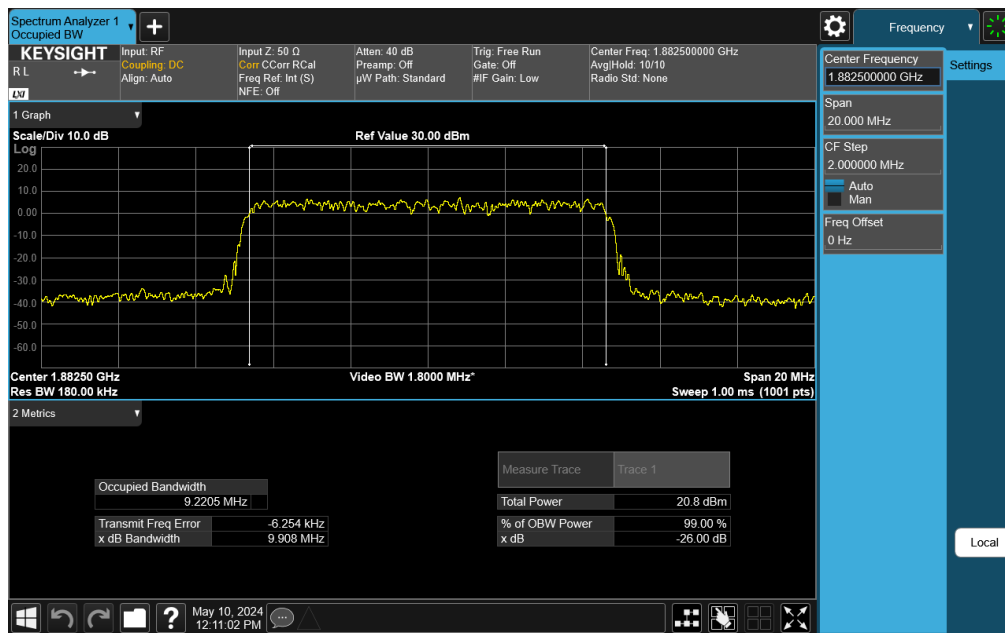 Spectrum Analyzer 1
Occupied BW
Frequency
KEYSIGHT
R L
LXI
Input: RF
Coupling: DC
Align: Auto
Input Z: 50 Ω
Corr CCorr RCal
Freq Ref: Int (S)
NFE: Off
Atten: 40 dB
Preamp: Off
µW Path: Standard
Trig: Free Run
Gate: Off
#IF Gain: Low
Center Freq: 1.882500000 GHz
Avg|Hold: 10/10
Radio Std: None
Center Frequency
1.882500000 GHz
Settings
Span
20.000 MHz
CF Step
2.000000 MHz
Auto
Man
Freq Offset
0 Hz
1 Graph
Scale/Div 10.0 dB
Ref Value 30.00 dBm
Log
20.0
10.0
0.00
-10.0
-20.0
-30.0
-40.0
-50.0
-60.0
Center 1.88250 GHz
Video BW 1.8000 MHz*
Span 20 MHz
Res BW 180.00 kHz
Sweep 1.00 ms (1001 pts)
2 Metrics
Measure Trace
Trace 1
Occupied Bandwidth
9.2205 MHz
Total Power
20.8 dBm
Transmit Freq Error
-6.254 kHz
% of OBW Power
99.00 %
x dB Bandwidth
9.908 MHz
x dB
-26.00 dB
Local
?
May 10, 2024
12:11:02 PM